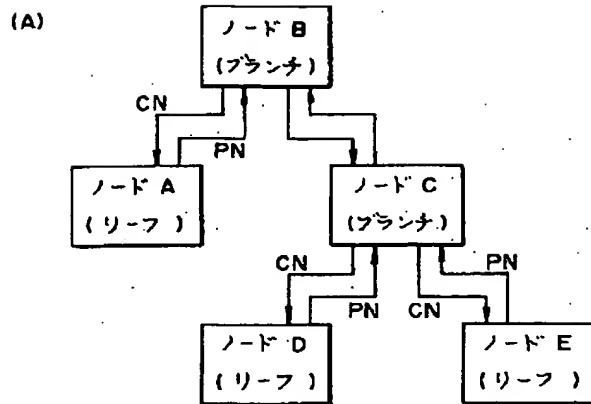 (A)
ノード B
(ブランチ)
CN
PN
ノード A
(リーフ)
ノード C
(ブランチ)
CN
PN
CN
PN
ノード D
(リーフ)
ノード E
(リーフ)